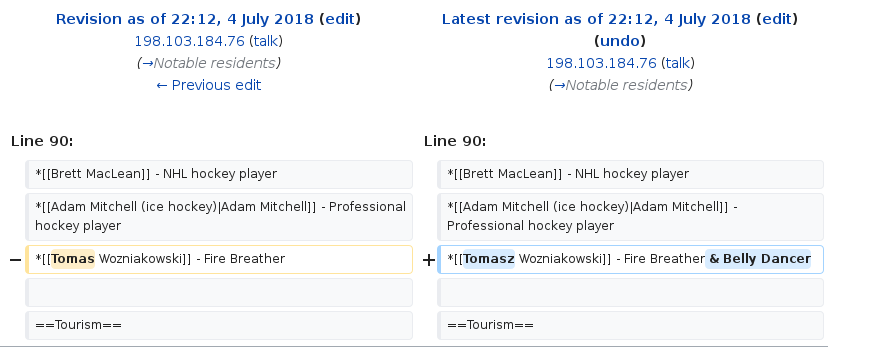 Revision as of 22:12, 4 July 2018 (edit)
198.103.184.76 (talk)
(→Notable residents)
← Previous edit
Latest revision as of 22:12, 4 July 2018 (edit)
(undo)
198.103.184.76 (talk)
(→Notable residents)
Line 90:
Line 90:
*[[Brett MacLean]] - NHL hockey player
*[[Brett MacLean]] - NHL hockey player
*[[Adam Mitchell (ice hockey)|Adam Mitchell]] - Professional
hockey player
*[[Adam Mitchell (ice hockey)|Adam Mitchell]] -
Professional hockey player
− *[[Tomas Wozniakowski]] - Fire Breather
+ *[[Tomasz Wozniakowski]] - Fire Breather & Belly Dancer
==Tourism==
==Tourism==